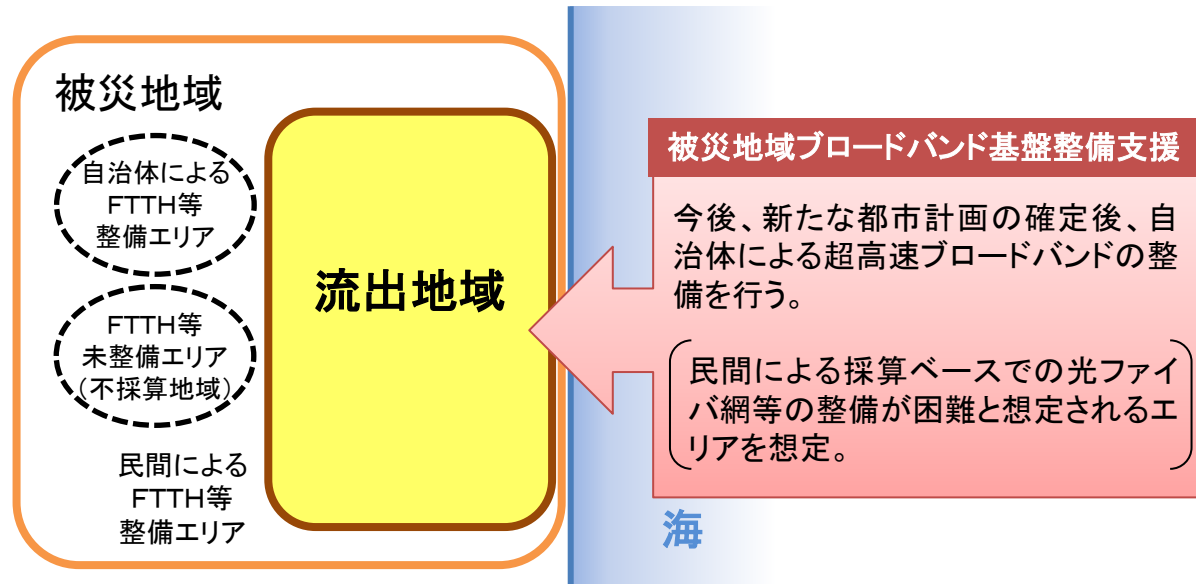 被災地域
自治体による
FTTH等
整備エリア
FTTH等
未整備エリア
（不採算地域）
民間による
FTTH等
整備エリア
流出地域
被災地域ブロードバンド基盤整備支援
今後、新たな都市計画の確定後、自
治体による超高速ブロードバンドの整
備を行う。
民間による採算ベースでの光ファイ
バ網等の整備が困難と想定されるエ
リアを想定。
海